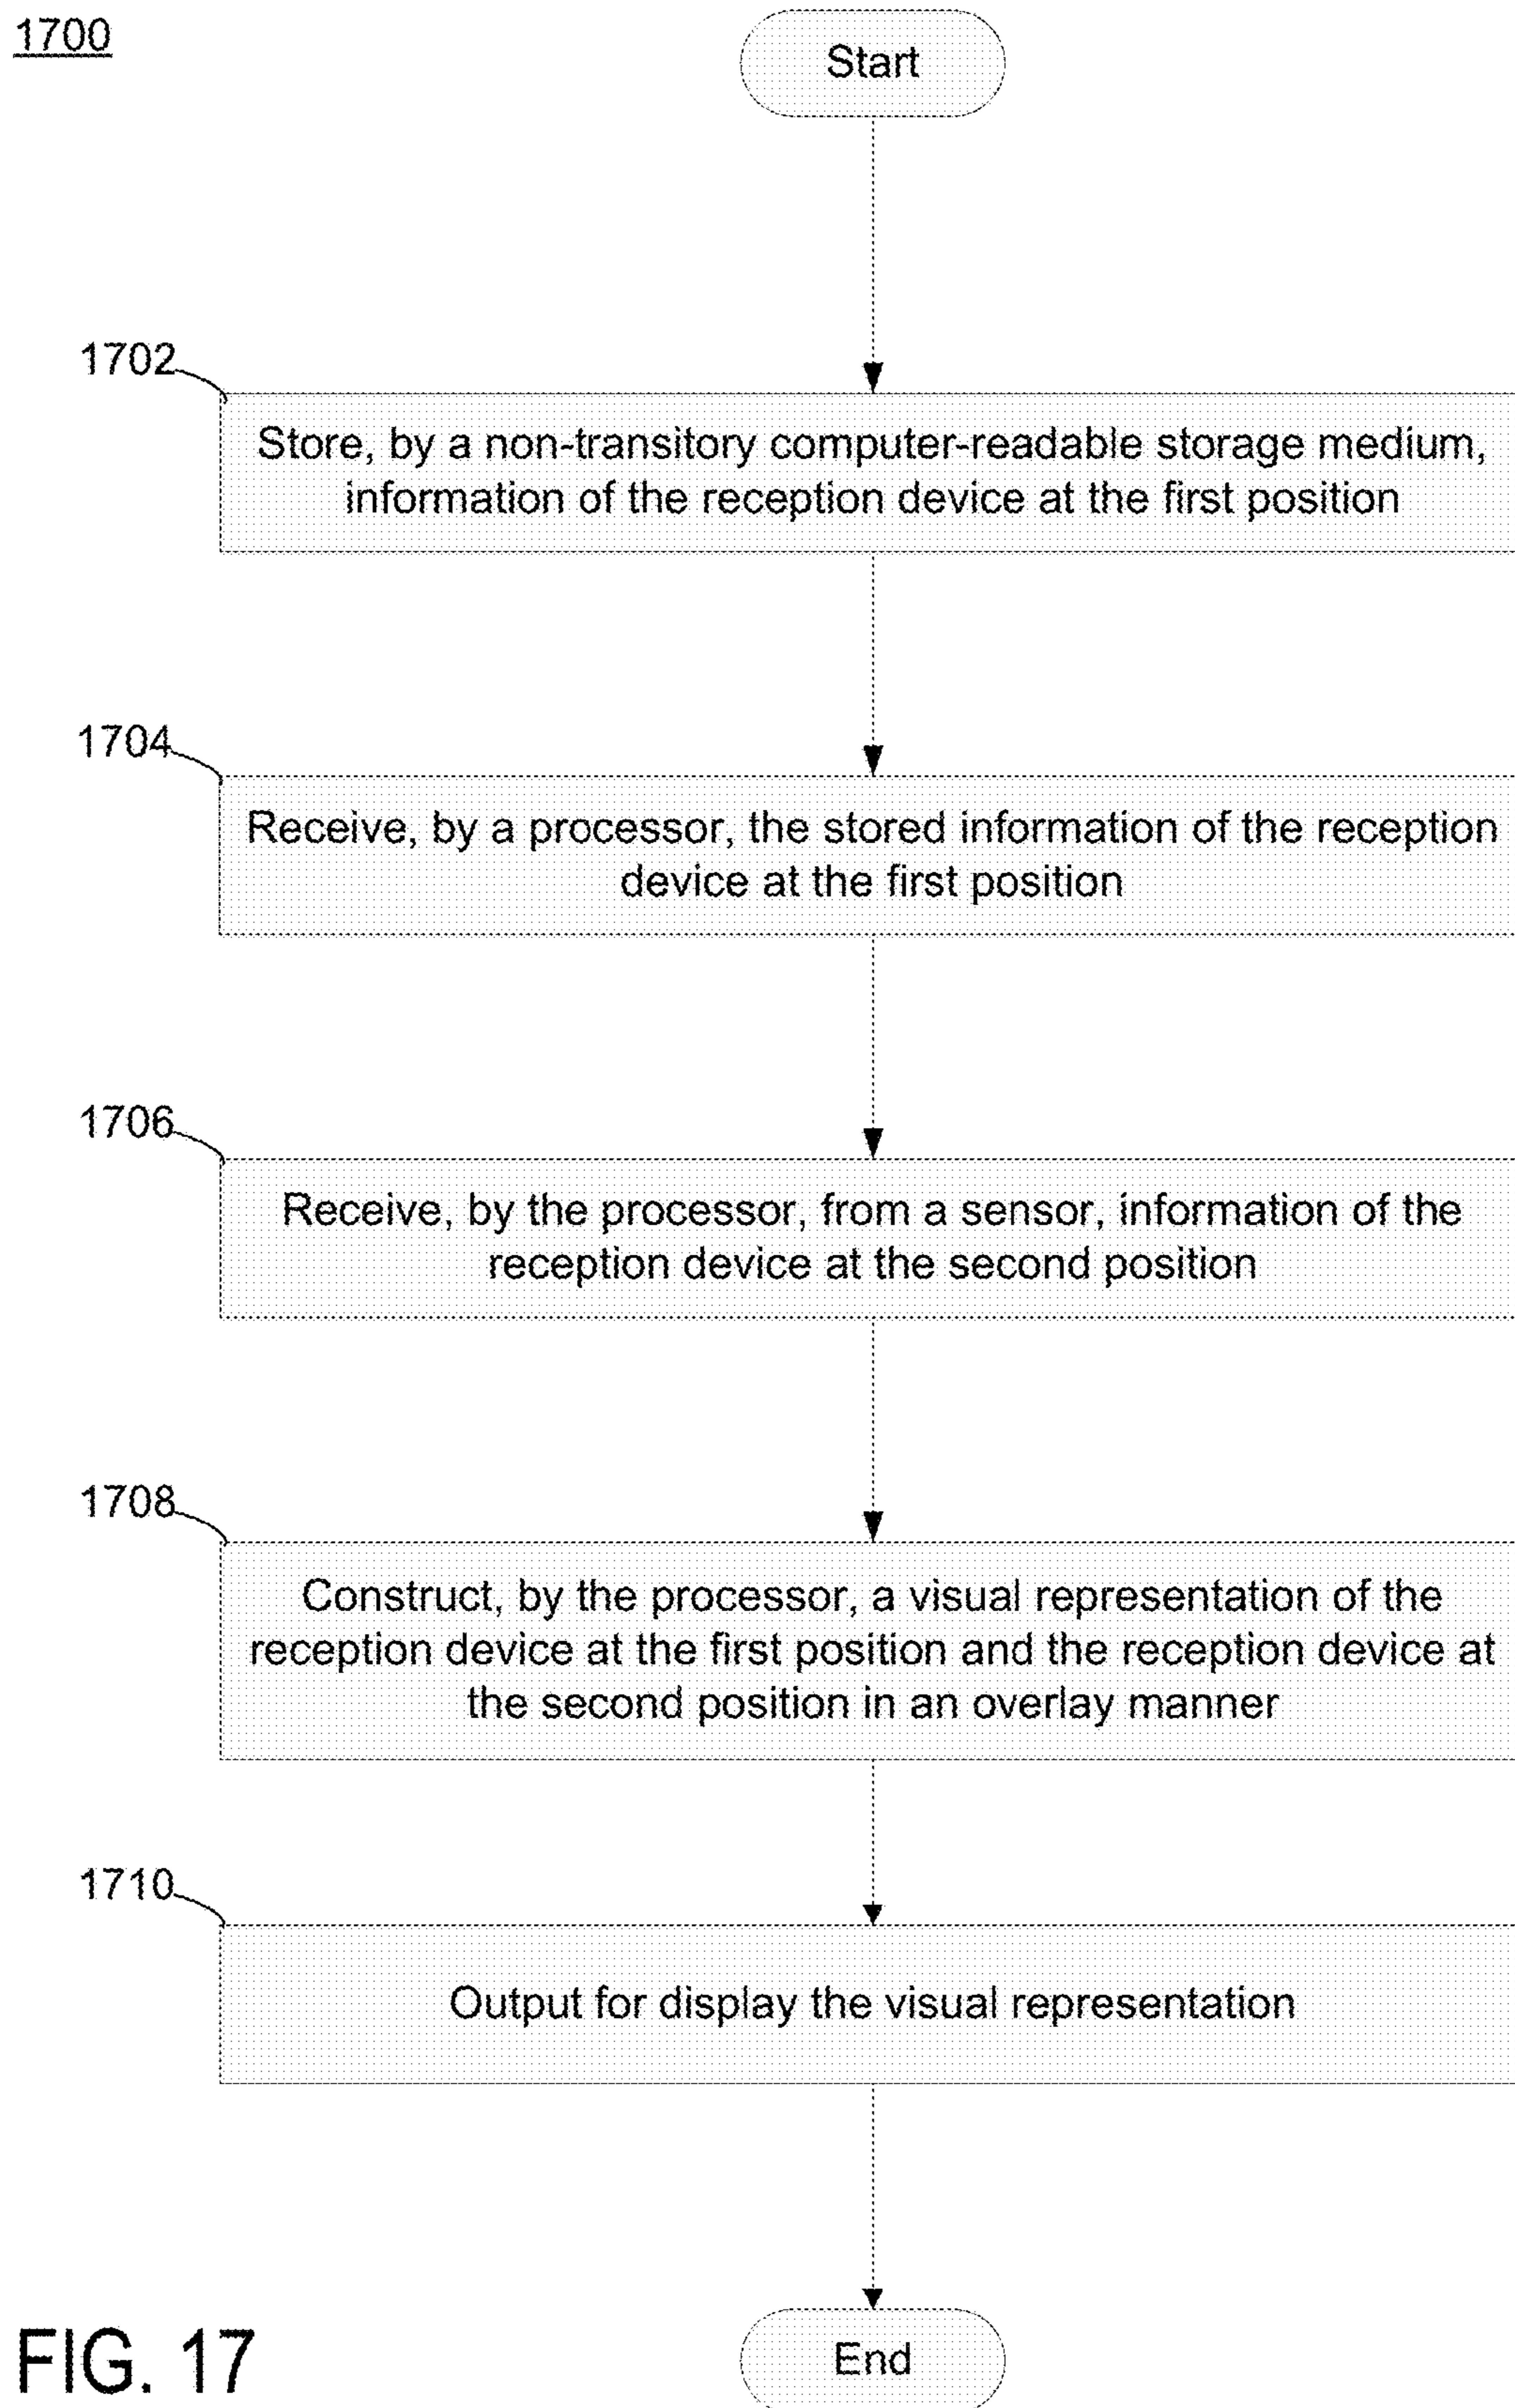 1700
Start
1702
Store, by a non-transitory computer-readable storage medium,
information of the reception device at the first position
1704
Receive, by a processor, the stored information of the reception
device at the first position
1706
Receive, by the processor, from a sensor, information of the
reception device at the second position
1708
Construct, by the processor, a visual representation of the
reception device at the first position and the reception device at
the second position in an overlay manner
1710
Output for display the visual representation
End
FIG. 17